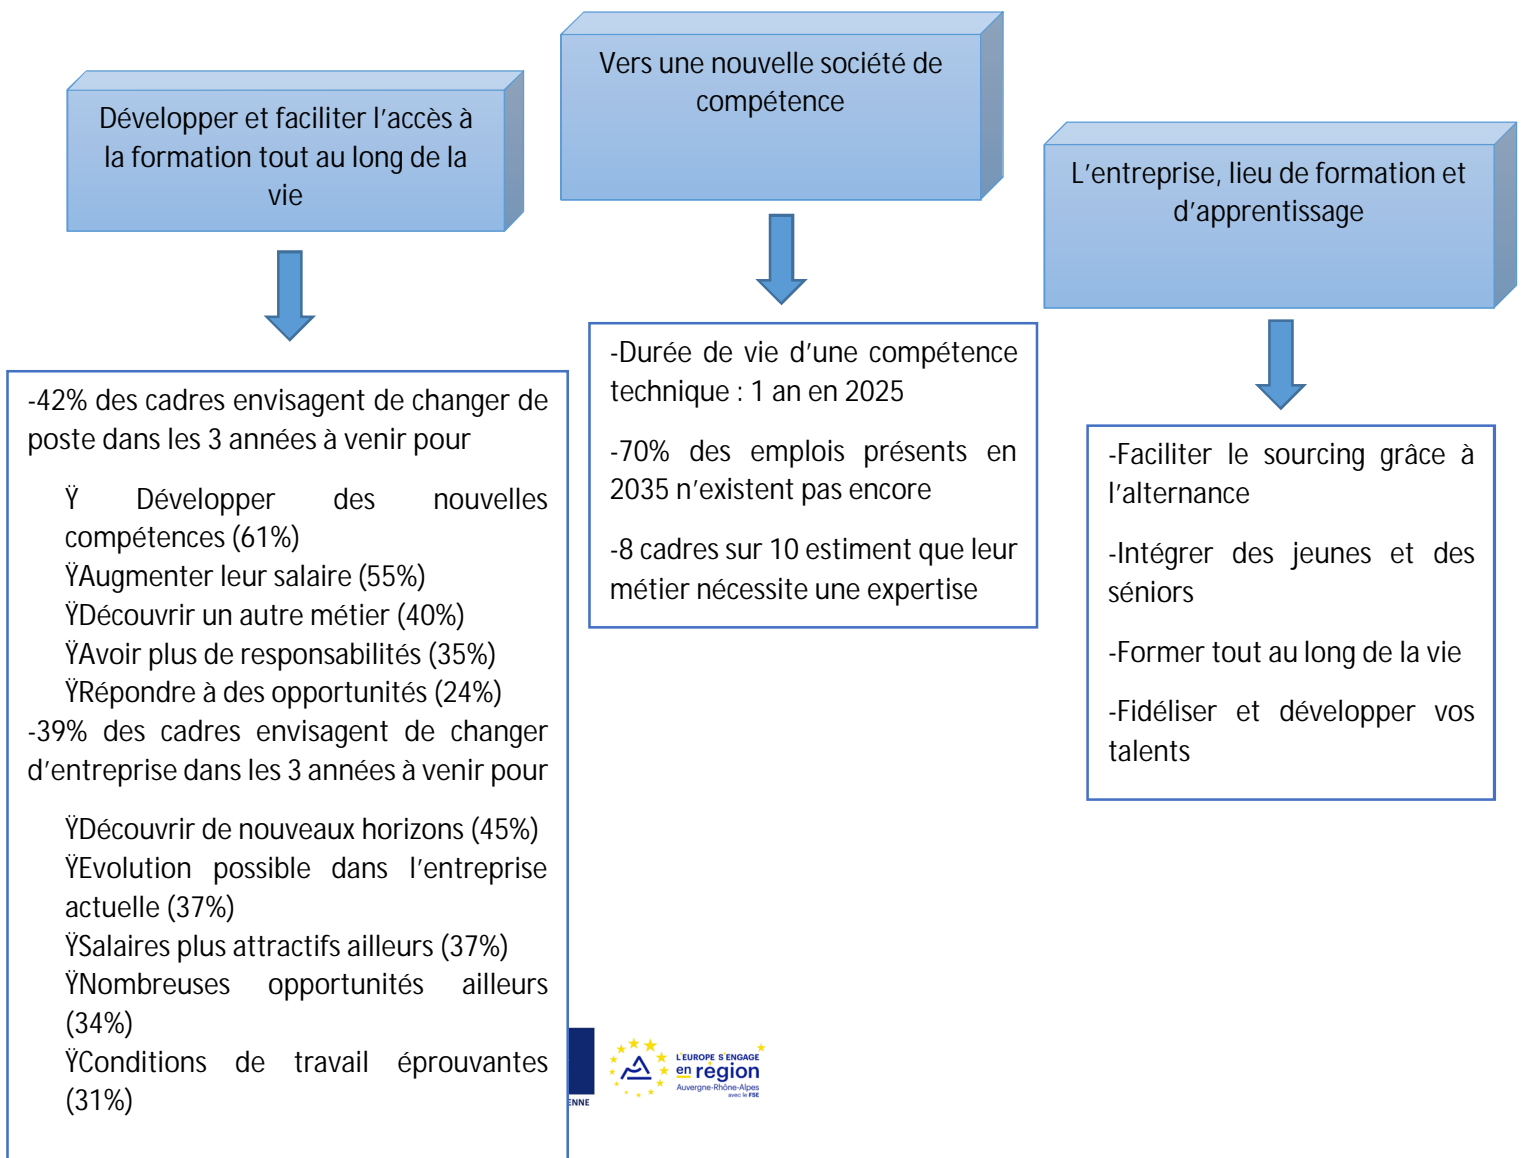 Développer et faciliter l'accès à
la formation tout au long de la
vie
Vers une nouvelle société de
compétence
L'entreprise, lieu de formation et
d'apprentissage
-42% des cadres envisagent de changer de
poste dans les 3 années à venir pour
Ÿ Développer des nouvelles
compétences (61%)
ŸAugmenter leur salaire (55%)
ŸDécouvrir un autre métier (40%)
ŸAvoir plus de responsabilités (35%)
ŸRépondre à des opportunités (24%)
-39% des cadres envisagent de changer
d'entreprise dans les 3 années à venir pour
ŸDécouvrir de nouveaux horizons (45%)
ŸEvolution possible dans l'entreprise
actuelle (37%)
ŸSalaires plus attractifs ailleurs (37%)
ŸNombreuses opportunités ailleurs
(34%)
ŸConditions de travail éprouvantes
(31%)
-Durée de vie d'une compétence
technique : 1 an en 2025
-70% des emplois présents en
2035 n'existent pas encore
-8 cadres sur 10 estiment que leur
métier nécessite une expertise
-Faciliter le sourcing grâce à
l'alternance
-Intégrer des jeunes et des
séniors
-Former tout au long de la vie
-Fidéliser et développer vos
talents
ENNE
L'EUROPE S'ENGAGE
en région
Auvergne-Rhône-Alpes
avec le FSE